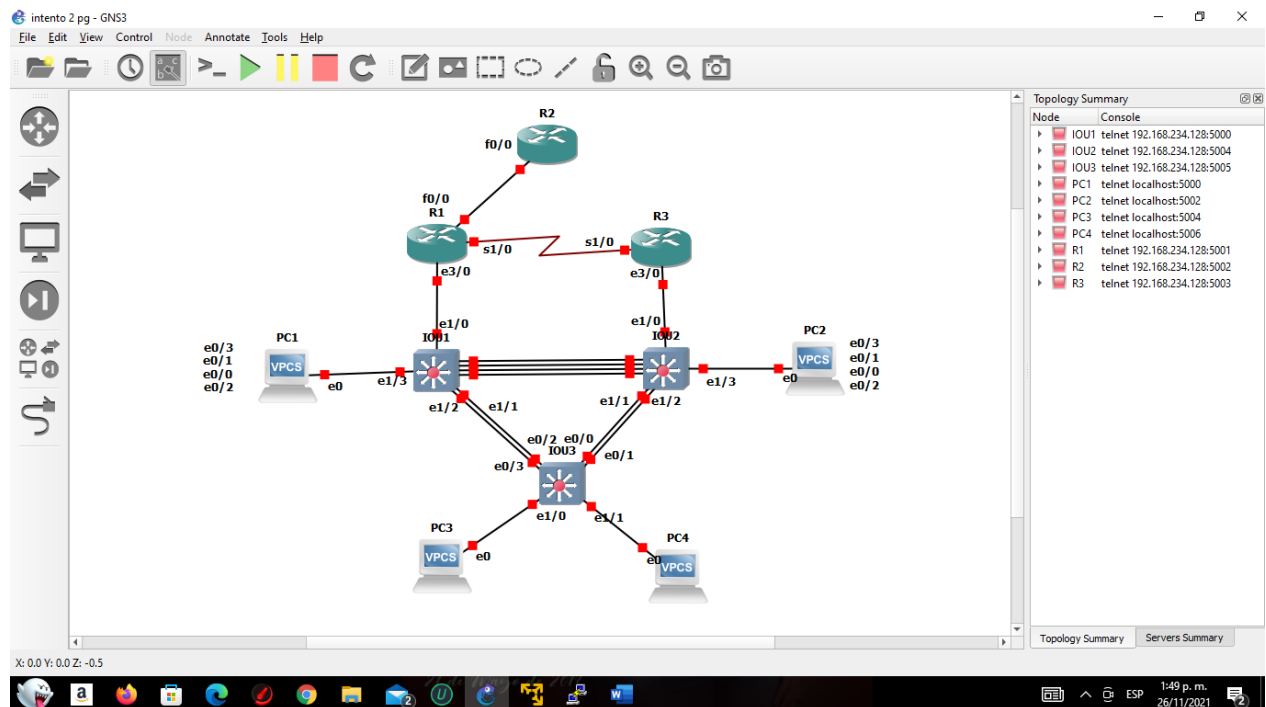 intento 2 pg - GNS3
File Edit View Control Node Annotate Tools Help
Topology Summary
Node Console
IOU1 telnet 192.168.234.128:5000
IOU2 telnet 192.168.234.128:5004
IOU3 telnet 192.168.234.128:5005
PC1 telnet localhost:5000
PC2 telnet localhost:5002
PC3 telnet localhost:5004
PC4 telnet localhost:5006
R1 telnet 192.168.234.128:5001
R2 telnet 192.168.234.128:5002
R3 telnet 192.168.234.128:5003
R2
f0/0
f0/0
R1
R3
s1/0
s1/0
e3/0
e3/0
e1/0
e1/0
IOU1
IOU2
PC1
PC2
e0/3
e0/1
e0/0
e0/2
e0/3
e0/1
e0/0
e0/2
VPCS
VPCS
e0
e1/3
e1/3
e0
e1/2
e1/1
e1/1
e1/2
e0/2
e0/0
IOU3
e0/3
e0/1
e1/0
e1/1
PC3
PC4
VPCS
e0
e0
VPCS
Topology Summary
Servers Summary
X: 0.0 Y: 0.0 Z: -0.5
a
U
W
2
ESP
1:49 p. m.
26/11/2021
2